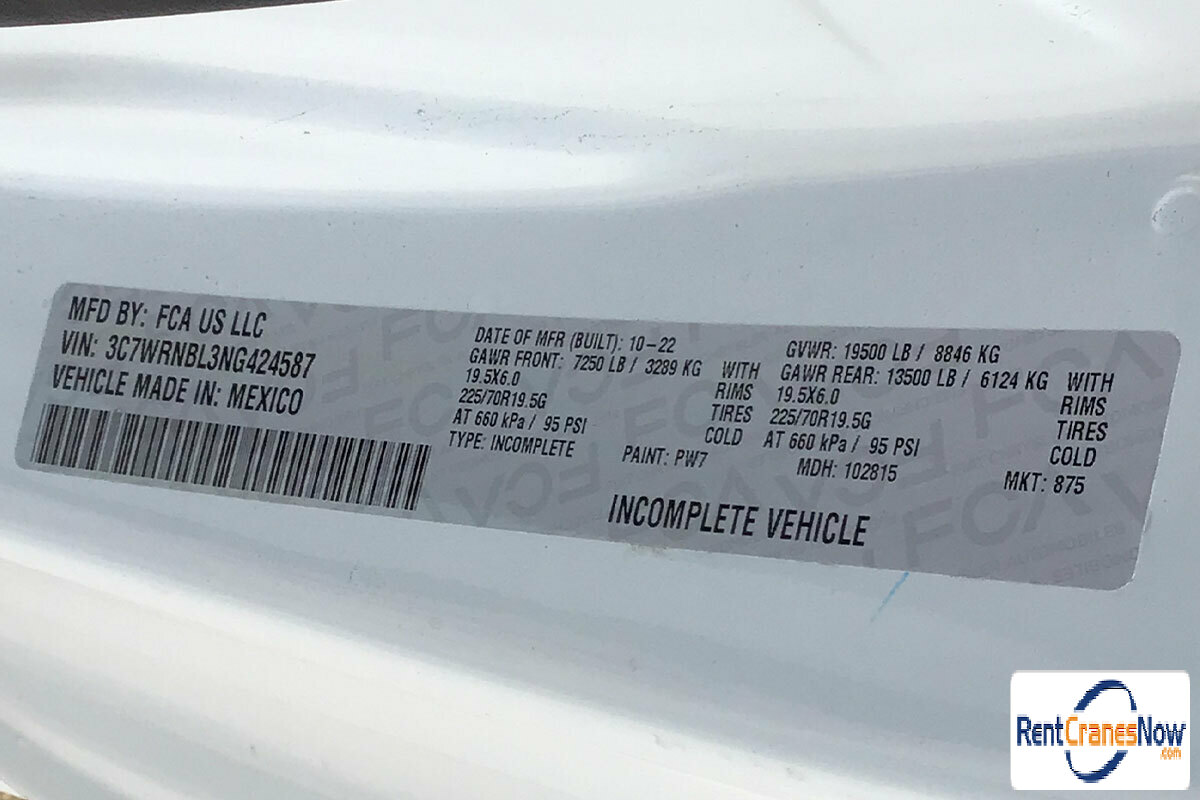 MFD BY: FCA US LLC
VIN: 3C7WRNBL3NG424587
VEHICLE MADE IN: MEXICO
DATE OF MFR (BUILT): 10-22
GAWR FRONT: 7250 LB / 3289 KG WITH
19.5X6.0 RIMS
225/70R19.5G TIRES
AT 660 kPa / 95 PSI COLD
TYPE: INCOMPLETE
PAINT: PW7
GVWR: 19500 LB / 8846 KG
GAWR REAR: 13500 LB / 6124 KG WITH
19.5X6.0 RIMS
225/70R19.5G TIRES
AT 660 kPa / 95 PSI COLD
MDH: 102815
MKT: 875
INCOMPLETE VEHICLE
RentCranesNow
.com